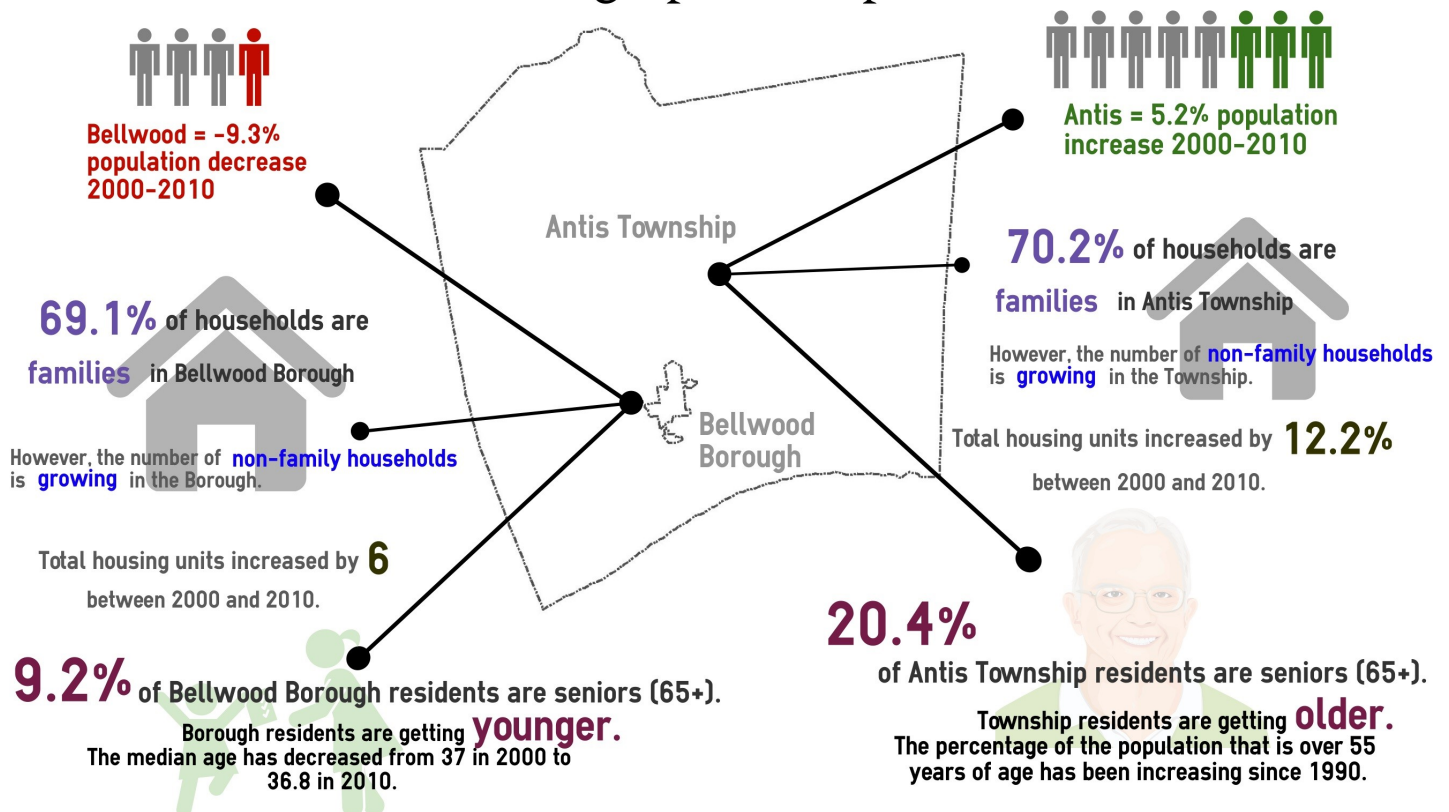 Bellwood = -9.3%
population decrease
2000-2010
Antis = 5.2% population
increase 2000-2010
Antis Township
Bellwood
Borough
69.1% of households are
families in Bellwood Borough
However, the number of non-family households
is growing in the Borough.
Total housing units increased by 6
between 2000 and 2010.
9.2% of Bellwood Borough residents are seniors (65+).
Borough residents are getting younger.
The median age has decreased from 37 in 2000 to
36.8 in 2010.
70.2% of households are
families in Antis Township
However, the number of non-family households
is growing in the Township.
Total housing units increased by 12.2%
between 2000 and 2010.
20.4%
of Antis Township residents are seniors (65+).
Township residents are getting older.
The percentage of the population that is over 55
years of age has been increasing since 1990.